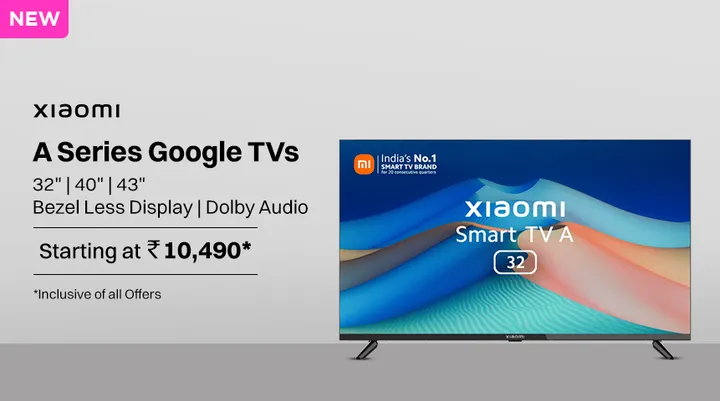 NEW
xiaomi
A Series Google TVs
32" | 40" | 43"
Bezel Less Display | Dolby Audio
Starting at ₹10,490*
*Inclusive of all Offers
mi
India's No.1
SMART TV BRAND
for 20 consecutive quarters
xiaomi
Smart TV A
32
xiaomi